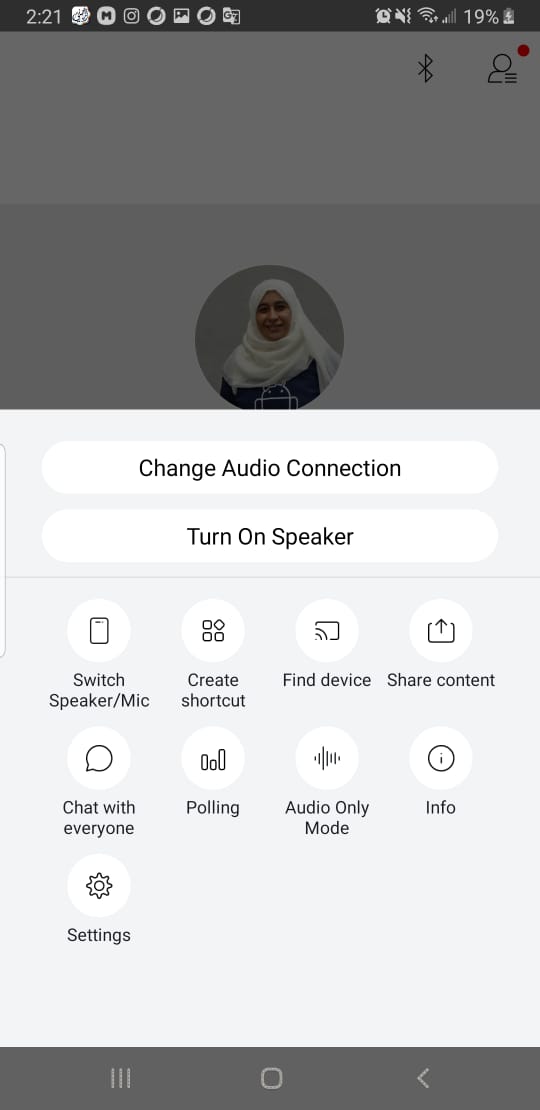 2:21
19%
Change Audio Connection
Turn On Speaker
Switch
Speaker/Mic
Create
shortcut
Find device
Share content
Chat with
everyone
Polling
Audio Only
Mode
Info
Settings